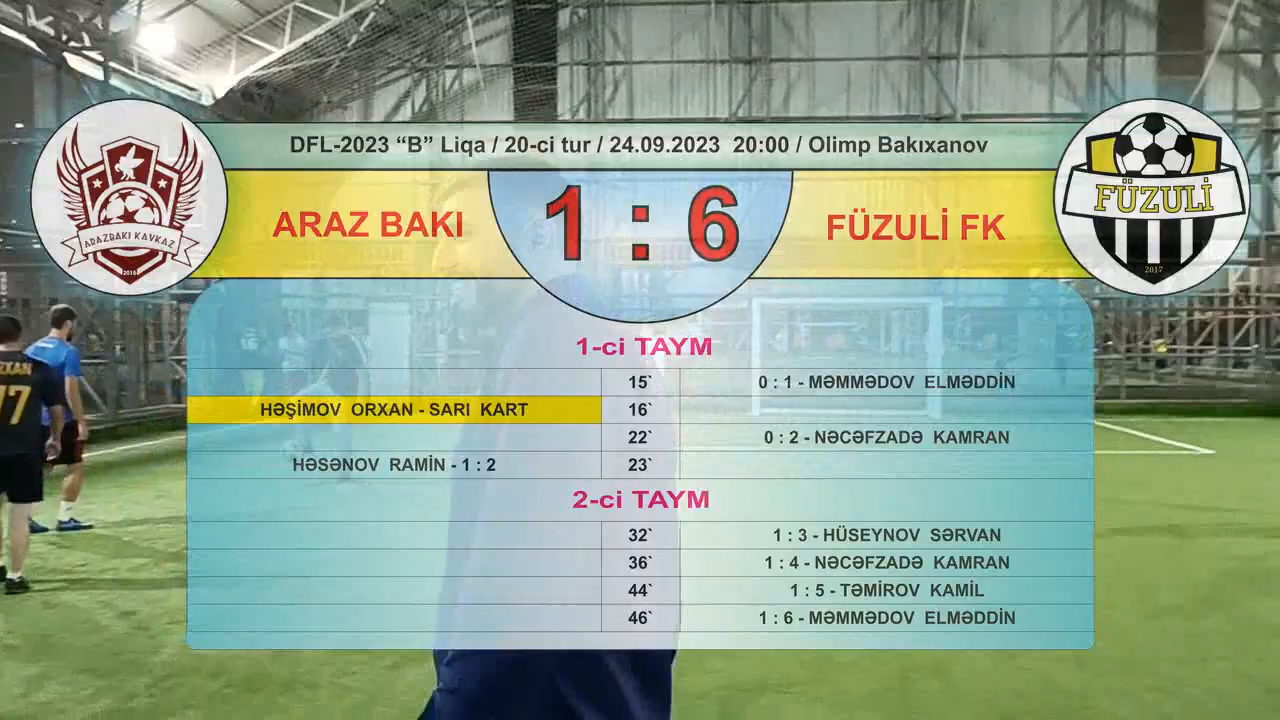 DFL-2023 “B” Liqa / 20-ci tur / 24.09.2023 20:00 / Olimp Bakıxanov
ARAZ BAKI 1 : 6 FÜZULİ FK
ARAZBAKI KAVKAZ
2016
FÜZULİ
2017
1-ci TAYM
15` 0 : 1 - MƏMMƏDOV ELMƏDDİN
HƏŞİMOV ORXAN - SARI KART 16`
22` 0 : 2 - NƏCƏFZADƏ KAMRAN
HƏSƏNOV RAMİN - 1 : 2 23`
2-ci TAYM
32` 1 : 3 - HÜSEYNOV SƏRVAN
36` 1 : 4 - NƏCƏFZADƏ KAMRAN
44` 1 : 5 - TƏMİROV KAMİL
46` 1 : 6 - MƏMMƏDOV ELMƏDDİN